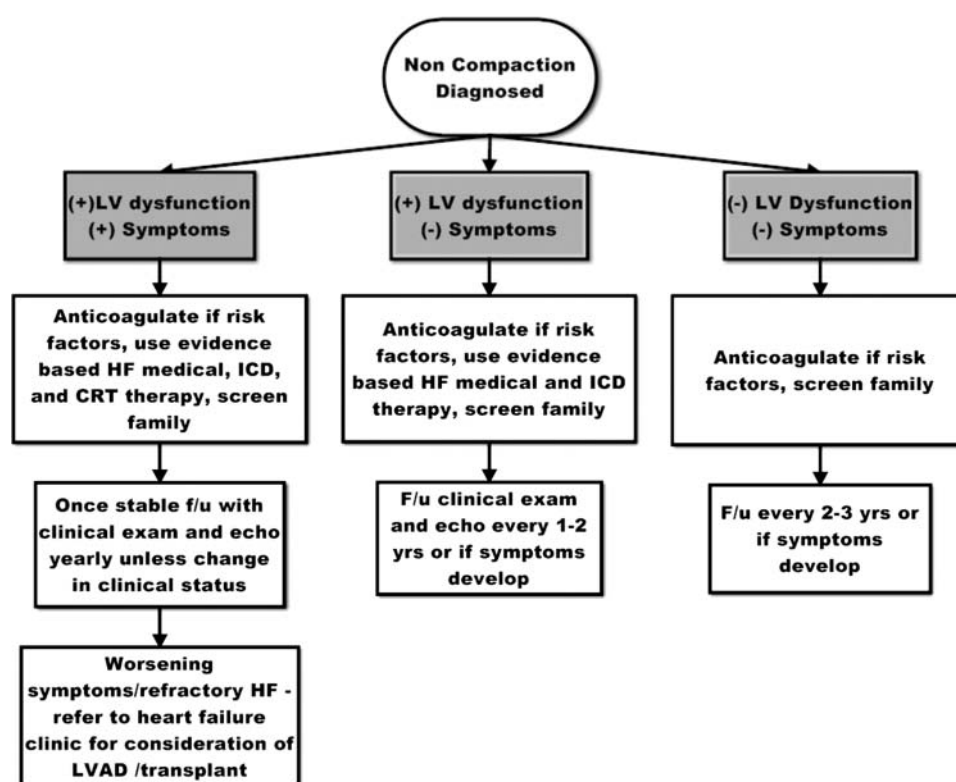 Non Compaction
Diagnosed
(+)LV dysfunction
(+) Symptoms
(+) LV dysfunction
(-) Symptoms
(-) LV Dysfunction
(-) Symptoms
Anticoagulate if risk
factors, use evidence
based HF medical, ICD,
and CRT therapy, screen
family
Anticoagulate if risk
factors, use evidence
based HF medical and ICD
therapy, screen family
Anticoagulate if risk
factors, screen family
Once stable f/u with
clinical exam and echo
yearly unless change
in clinical status
F/u clinical exam
and echo every 1-2
yrs or if symptoms
develop
F/u every 2-3 yrs or
if symptoms
develop
Worsening
symptoms/refractory HF -
refer to heart failure
clinic for consideration of
LVAD /transplant